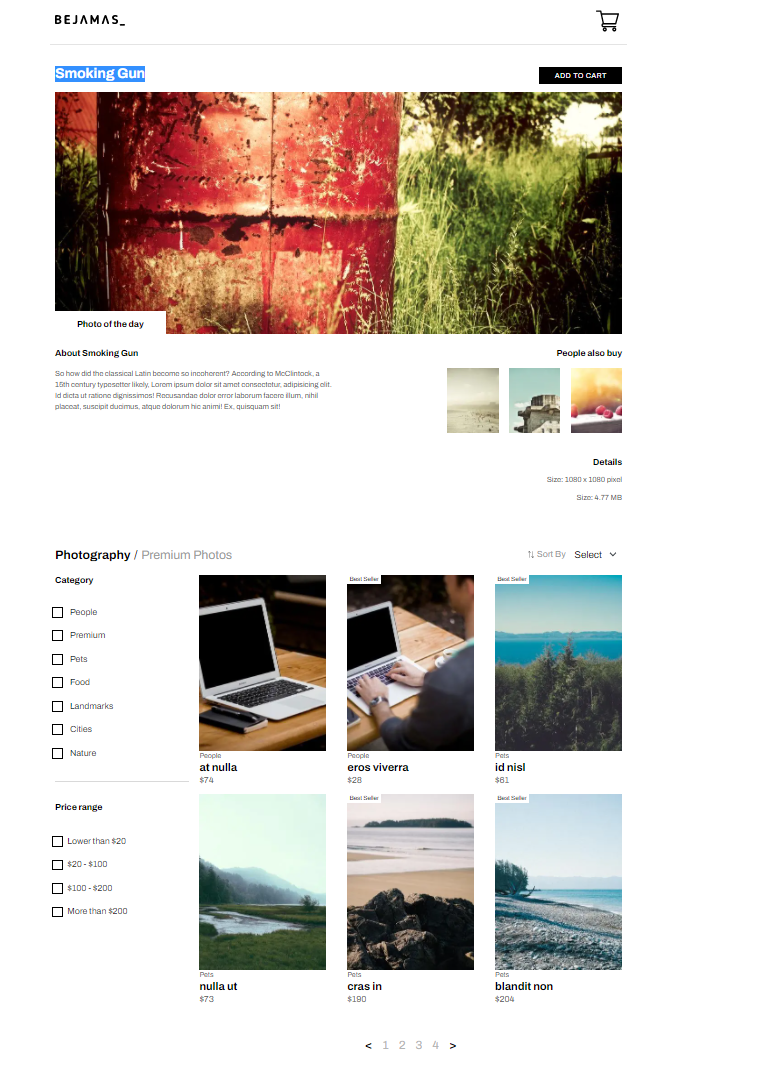 BEJAMAS_
Smoking Gun
ADD TO CART
Photo of the day
About Smoking Gun
So how did the classical Latin become so incoherent? According to McClintock, a
15th century typesetter likely, Lorem ipsum dolor sit amet consectetur, adipisicing elit.
Id dicta ut ratione dignissimos! Recusandae dolor error laborum facere illum, nihil
placeat, suscipit ducimus, atque dolorum hic animi! Ex, quisquam sit!
People also buy
Details
Size: 1080 x 1080 pixel
Size: 4.77 MB
Photography / Premium Photos
Sort By Select
Category
People
Premium
Pets
Food
Landmarks
Cities
Nature
Price range
Lower than $20
$20 - $100
$100 - $200
More than $200
People
at nulla
$74
Best Seller
People
eros viverra
$28
Best Seller
Pets
id nisl
$61
Pets
nulla ut
$73
Best Seller
Pets
cras in
$190
Best Seller
Pets
blandit non
$204
< 1 2 3 4 >